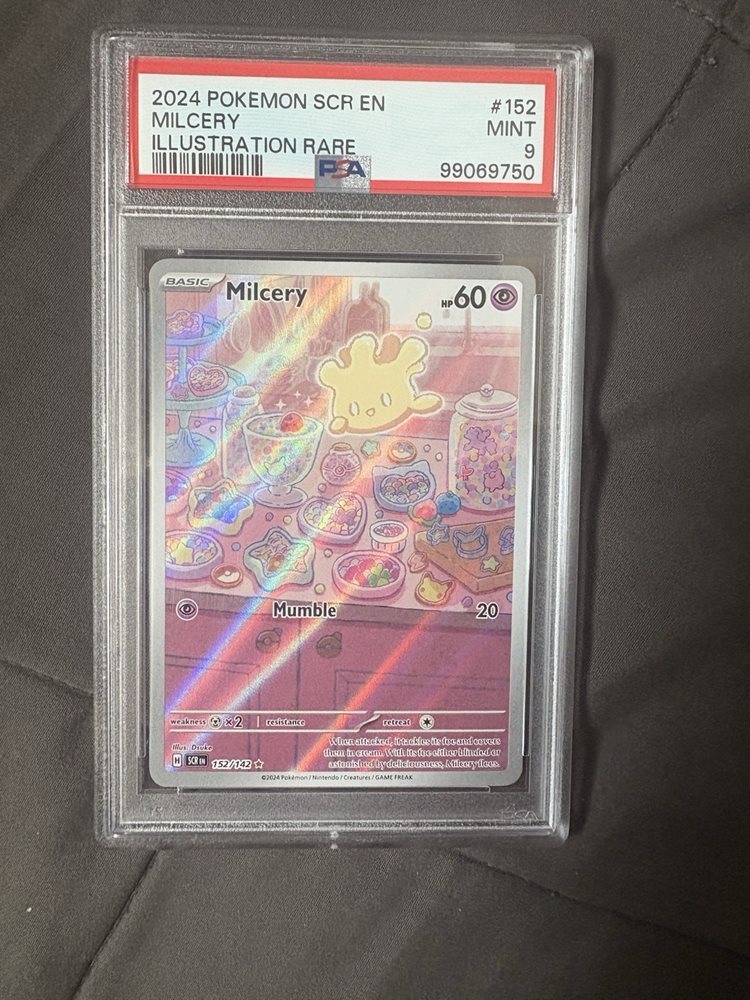 2024 POKEMON SCR EN #152
MILCERY MINT
ILLUSTRATION RARE 9
PSA 99069750
BASIC Milcery HP 60
Mumble 20
weakness ×2 resistance retreat
When attacked, it tackles its foe and covers
them in cream. With its foe either blinded or
astonished by deliciousness, Milcery flees.
Illus. Dsuke
H SCR EN 152/142
©2024 Pokémon / Nintendo / Creatures / GAME FREAK